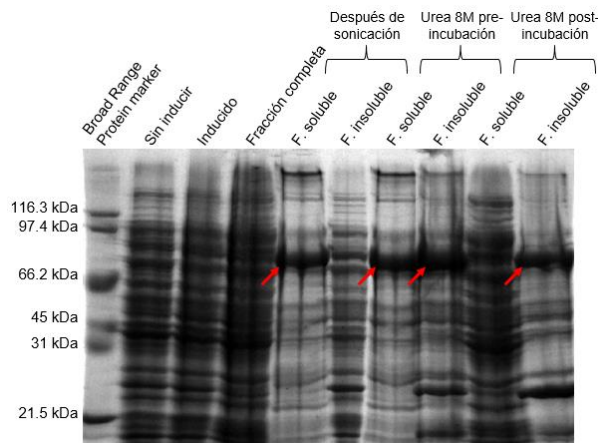 Después de
sonicación
Urea 8M pre-
incubación
Urea 8M post-
incubación
Broad Range
Protein marker
Sin inducir
Inducido
Fracción completa
F. soluble
F. insoluble
F. soluble
F. insoluble
F. soluble
F. insoluble
116.3 kDa
97.4 kDa
66.2 kDa
45 kDa
31 kDa
21.5 kDa